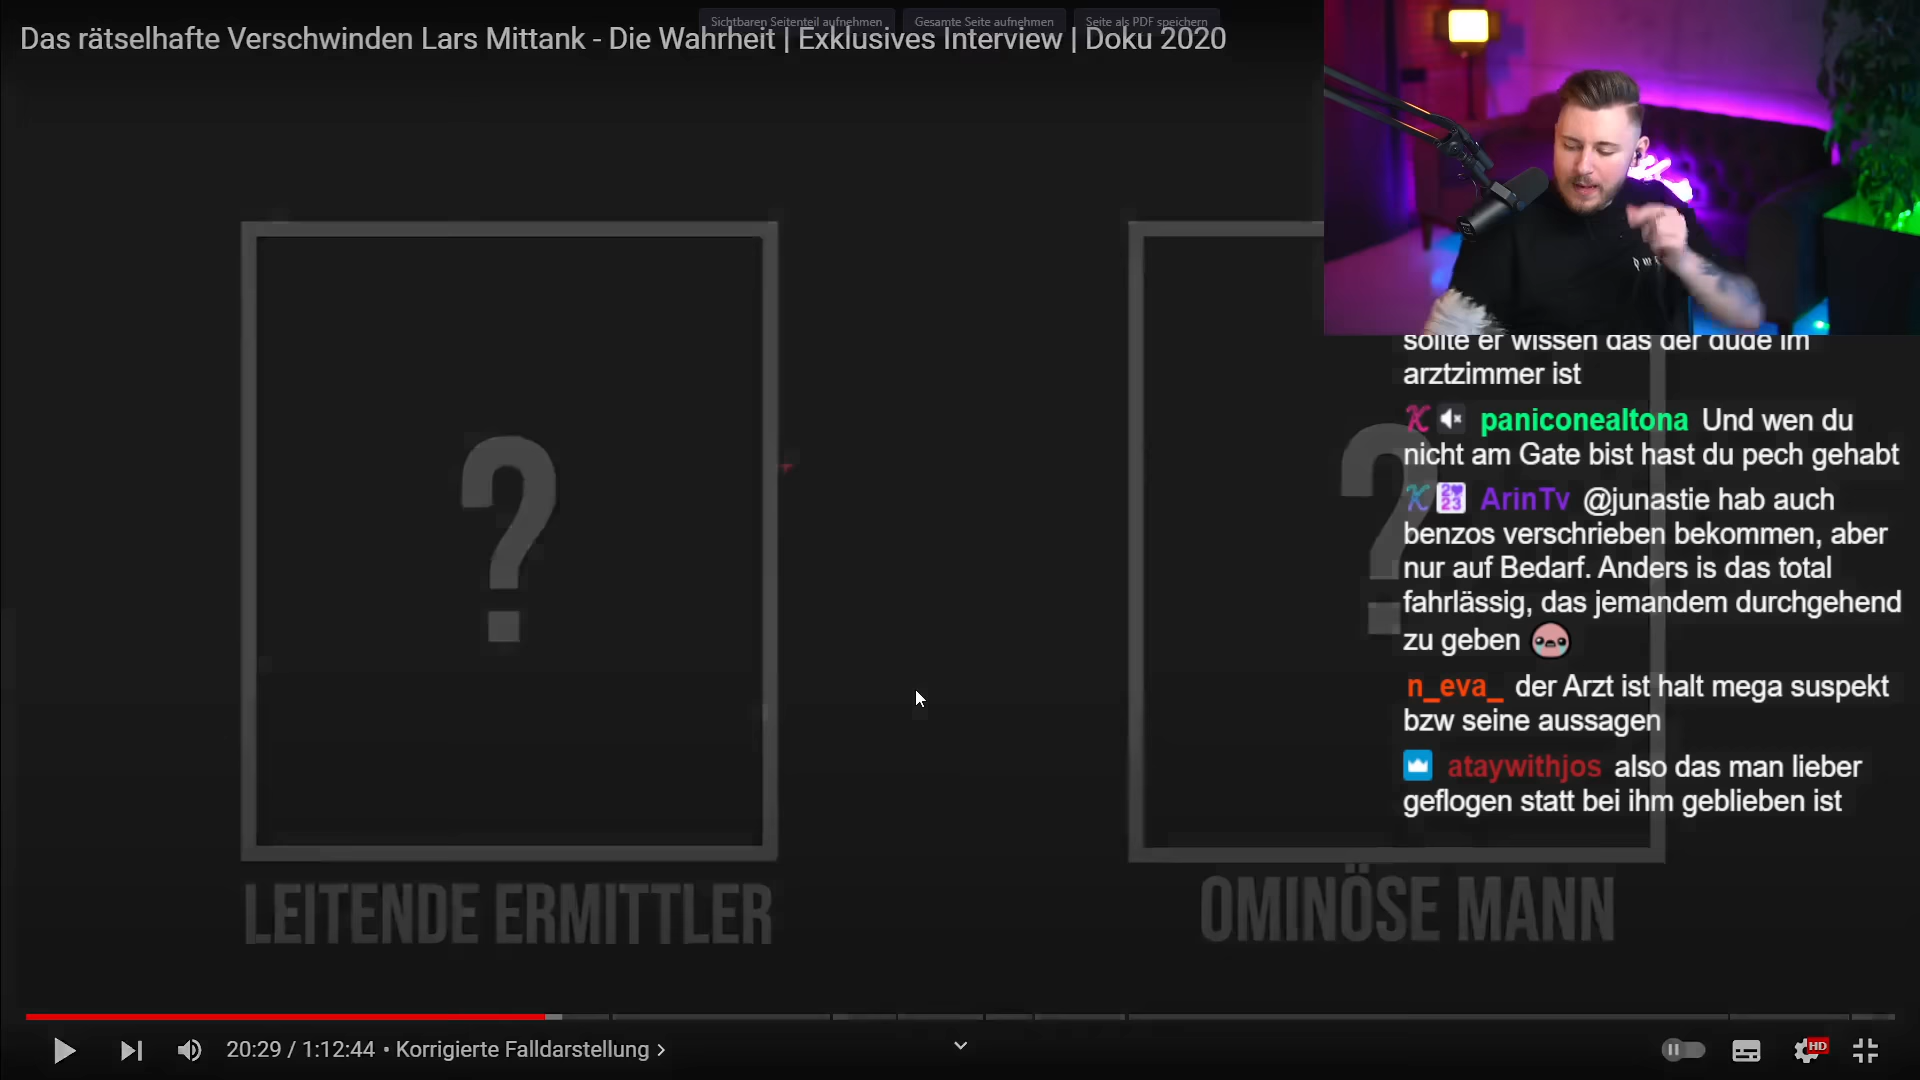 Sichtbaren Seitenteil aufnehmen
Gesamte Seite aufnehmen
Seite als PDF speichern
Das rätselhafte Verschwinden Lars Mittank - Die Wahrheit | Exklusives Interview | Doku 2020
sollte er wissen das der dude im
arztzimmer ist
paniconealtona Und wen du
nicht am Gate bist hast du pech gehabt
2023 ArinTv @junastie hab auch
benzos verschrieben bekommen, aber
nur auf Bedarf. Anders is das total
fahrlässig, das jemandem durchgehend
zu geben
n_eva_ der Arzt ist halt mega suspekt
bzw seine aussagen
ataywithjos also das man lieber
geflogen statt bei ihm geblieben ist
?
?
LEITENDE ERMITTLER
OMINÖSE MANN
20:29 / 1:12:44 • Korrigierte Falldarstellung >
HD